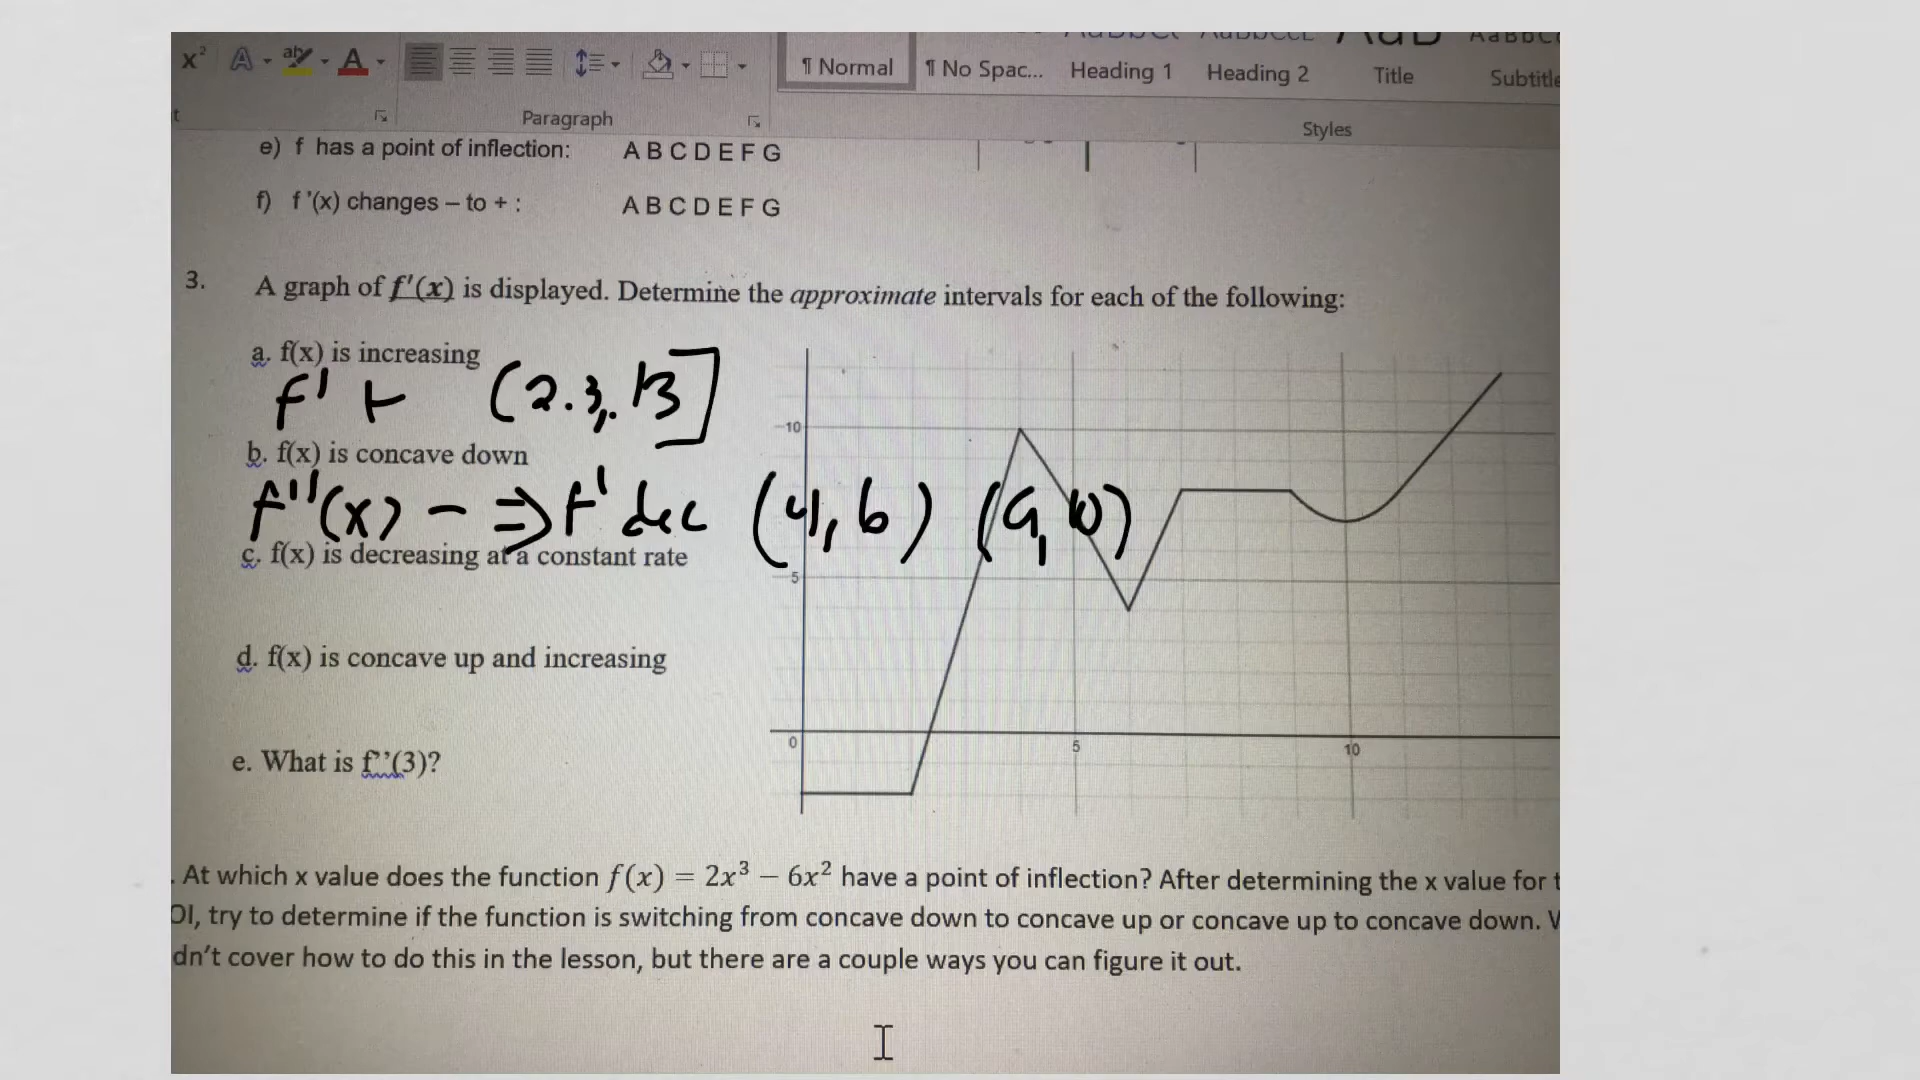 x²
¶ Normal ¶ No Spac... Heading 1 Heading 2 Title Subtitle
Paragraph
Styles
e) f has a point of inflection: A B C D E F G
f) f '(x) changes – to + : A B C D E F G
3. A graph of f'(x) is displayed. Determine the approximate intervals for each of the following:
a. f(x) is increasing
f' + (2.3, 13]
b. f(x) is concave down
f''(x) – ⇒ f' dec (4, 6) (9, 10)
c. f(x) is decreasing at a constant rate
d. f(x) is concave up and increasing
e. What is f''(3)?
10
5
0 5 10
. At which x value does the function f(x) = 2x³ – 6x² have a point of inflection? After determining the x value for t
OI, try to determine if the function is switching from concave down to concave up or concave up to concave down. W
dn't cover how to do this in the lesson, but there are a couple ways you can figure it out.